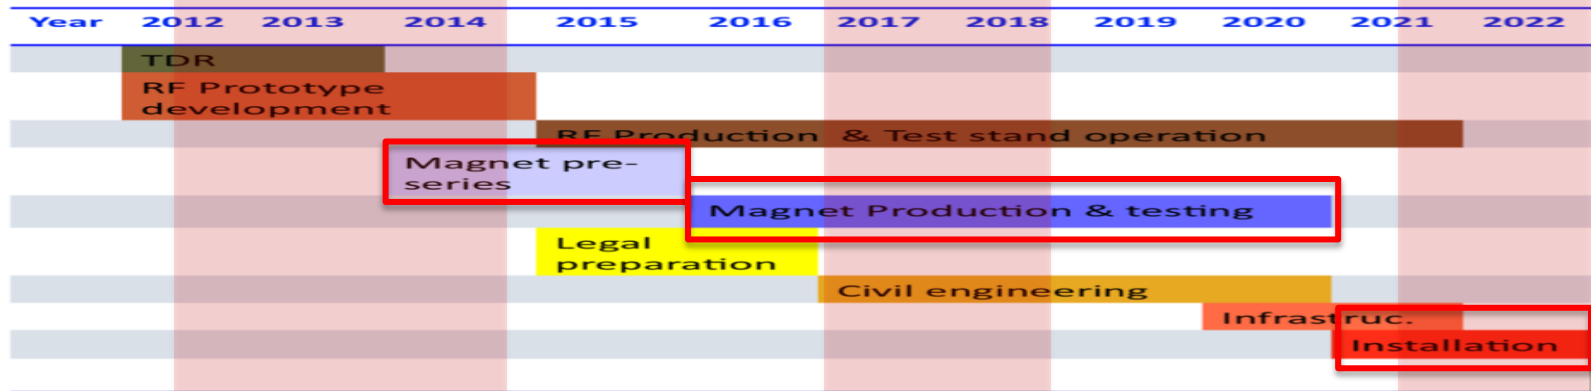 Year 2012 2013 2014 2015 2016 2017 2018 2019 2020 2021 2022
TDR
RF Prototype
development
RF Production & Test stand operation
Magnet pre-
series
Magnet Production & testing
Legal
preparation
Civil engineering
Infrastruc.
Installation